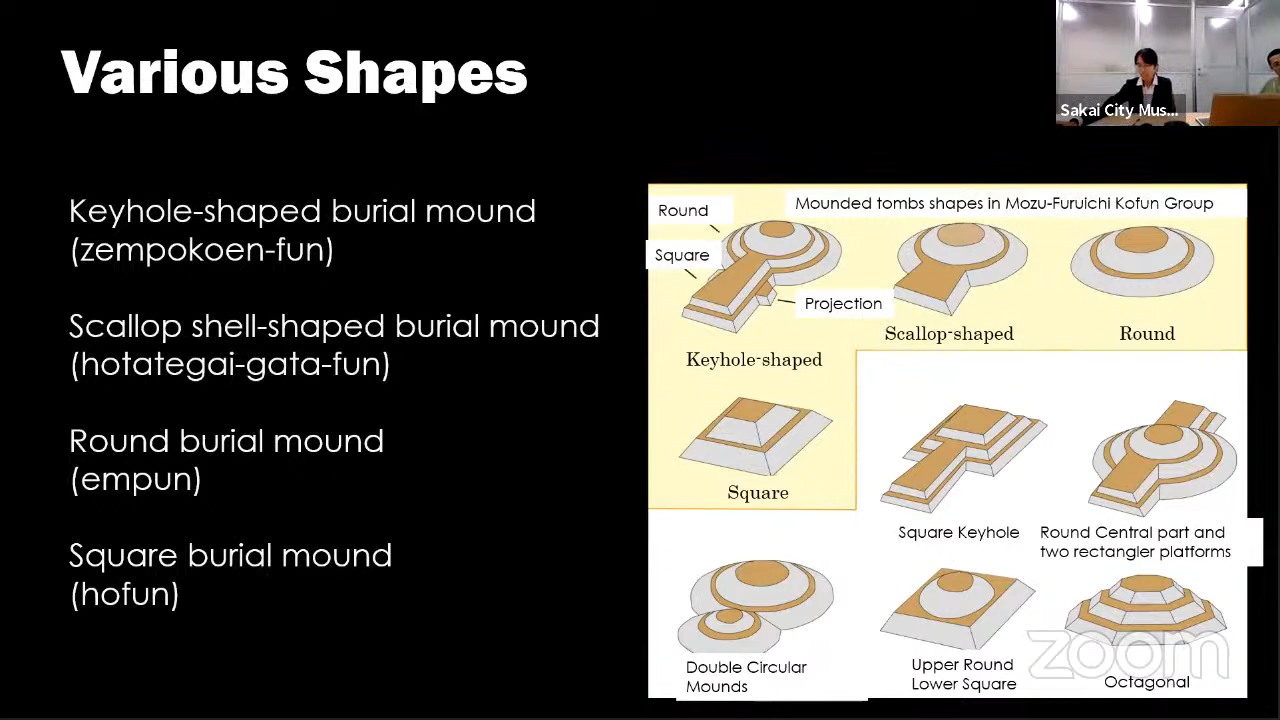 Various Shapes
Sakai City Mus...
Keyhole-shaped burial mound
(zempokoen-fun)
Scallop shell-shaped burial mound
(hotategai-gata-fun)
Round burial mound
(empun)
Square burial mound
(hofun)
Mounded tombs shapes in Mozu-Furuichi Kofun Group
Round
Square
Projection
Keyhole-shaped
Scallop-shaped
Round
Square
Square Keyhole
Round Central part and
two rectangler platforms
Double Circular
Mounds
Upper Round
Lower Square
Octagonal
zoom